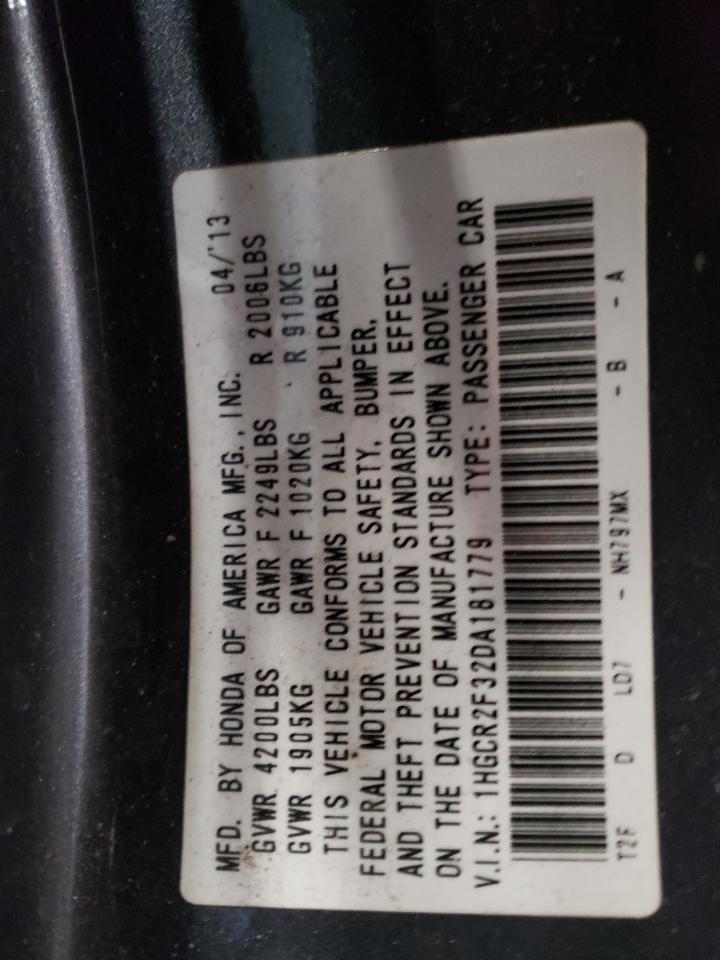 MFD. BY HONDA OF AMERICA MFG., INC. 04/'13
GVWR 4200LBS GAWR F 2249LBS R 2006LBS
GVWR 1905KG GAWR F 1020KG R 910KG
THIS VEHICLE CONFORMS TO ALL APPLICABLE
FEDERAL MOTOR VEHICLE SAFETY, BUMPER,
AND THEFT PREVENTION STANDARDS IN EFFECT
ON THE DATE OF MANUFACTURE SHOWN ABOVE.
V.I.N.: 1HGCR2F32DA181779 TYPE: PASSENGER CAR
T2F D LD7 - NH797MX - B - A